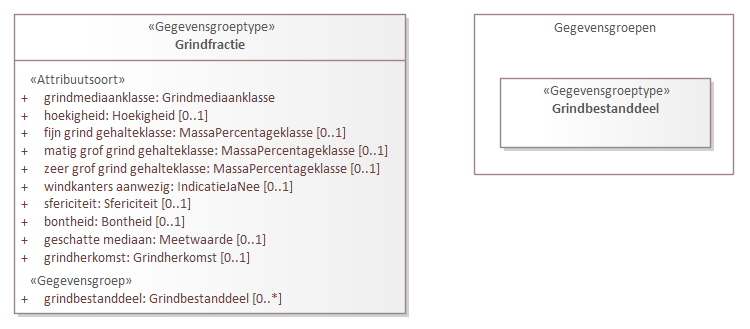 «Gegevensgroeptype»
Grindfractie
«Attribuutsoort»
+ grindmediaanklasse: Grindmediaanklasse
+ hoekigheid: Hoekigheid [0..1]
+ fijn grind gehalteklasse: MassaPercentageklasse [0..1]
+ matig grof grind gehalteklasse: MassaPercentageklasse [0..1]
+ zeer grof grind gehalteklasse: MassaPercentageklasse [0..1]
+ windkanters aanwezig: IndicatieJaNee [0..1]
+ sfericiteit: Sfericiteit [0..1]
+ bontheid: Bontheid [0..1]
+ geschatte mediaan: Meetwaarde [0..1]
+ grindherkomst: Grindherkomst [0..1]
«Gegevensgroep»
+ grindbestanddeel: Grindbestanddeel [0..*]
Gegevensgroepen
«Gegevensgroeptype»
Grindbestanddeel